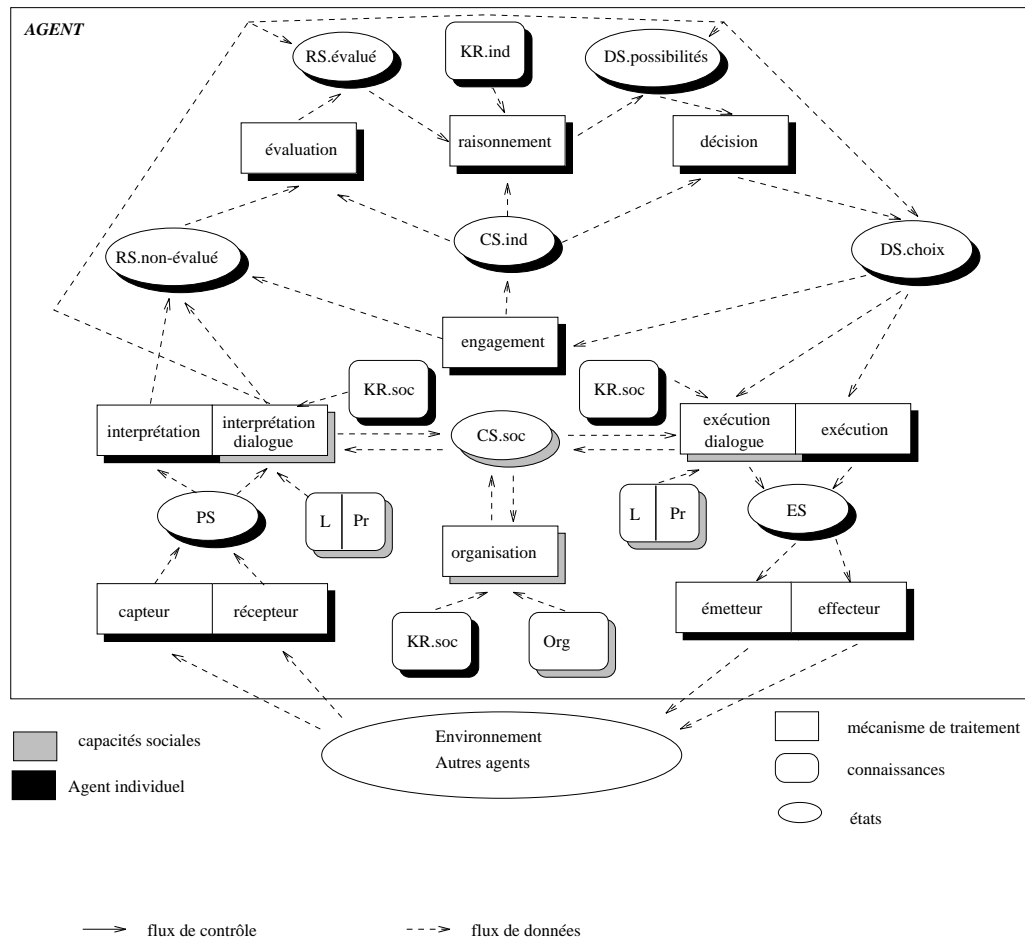 AGENT
RS.évalué
KR.ind
DS.possibilités
évaluation
raisonnement
décision
RS.non-évalué
CS.ind
DS.choix
engagement
KR.soc
KR.soc
interprétation
interprétation
dialogue
CS.soc
exécution
dialogue
exécution
PS
L
Pr
organisation
L
Pr
ES
capteur
récepteur
KR.soc
Org
émetteur
effecteur
Environnement
Autres agents
capacités sociales
Agent individuel
mécanisme de traitement
connaissances
états
flux de contrôle
flux de données